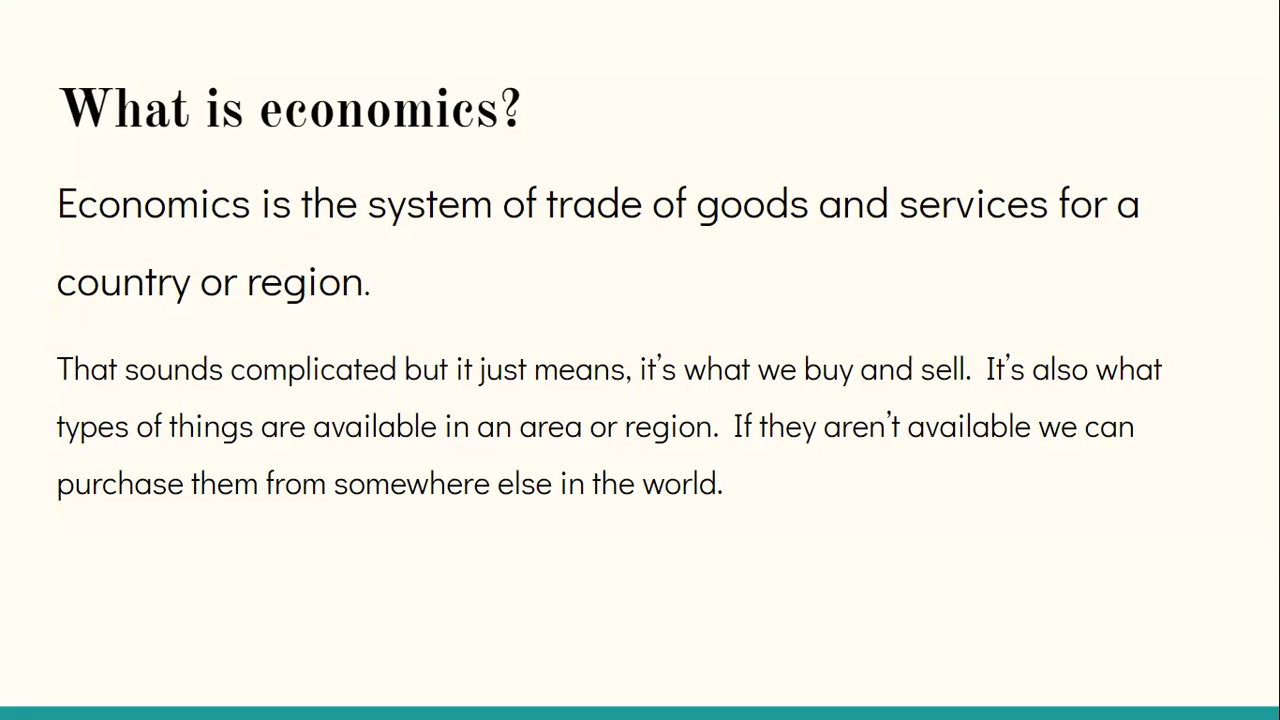 What is economics?
Economics is the system of trade of goods and services for a
country or region.
That sounds complicated but it just means, it’s what we buy and sell.  It’s also what
types of things are available in an area or region.  If they aren’t available we can
purchase them from somewhere else in the world.